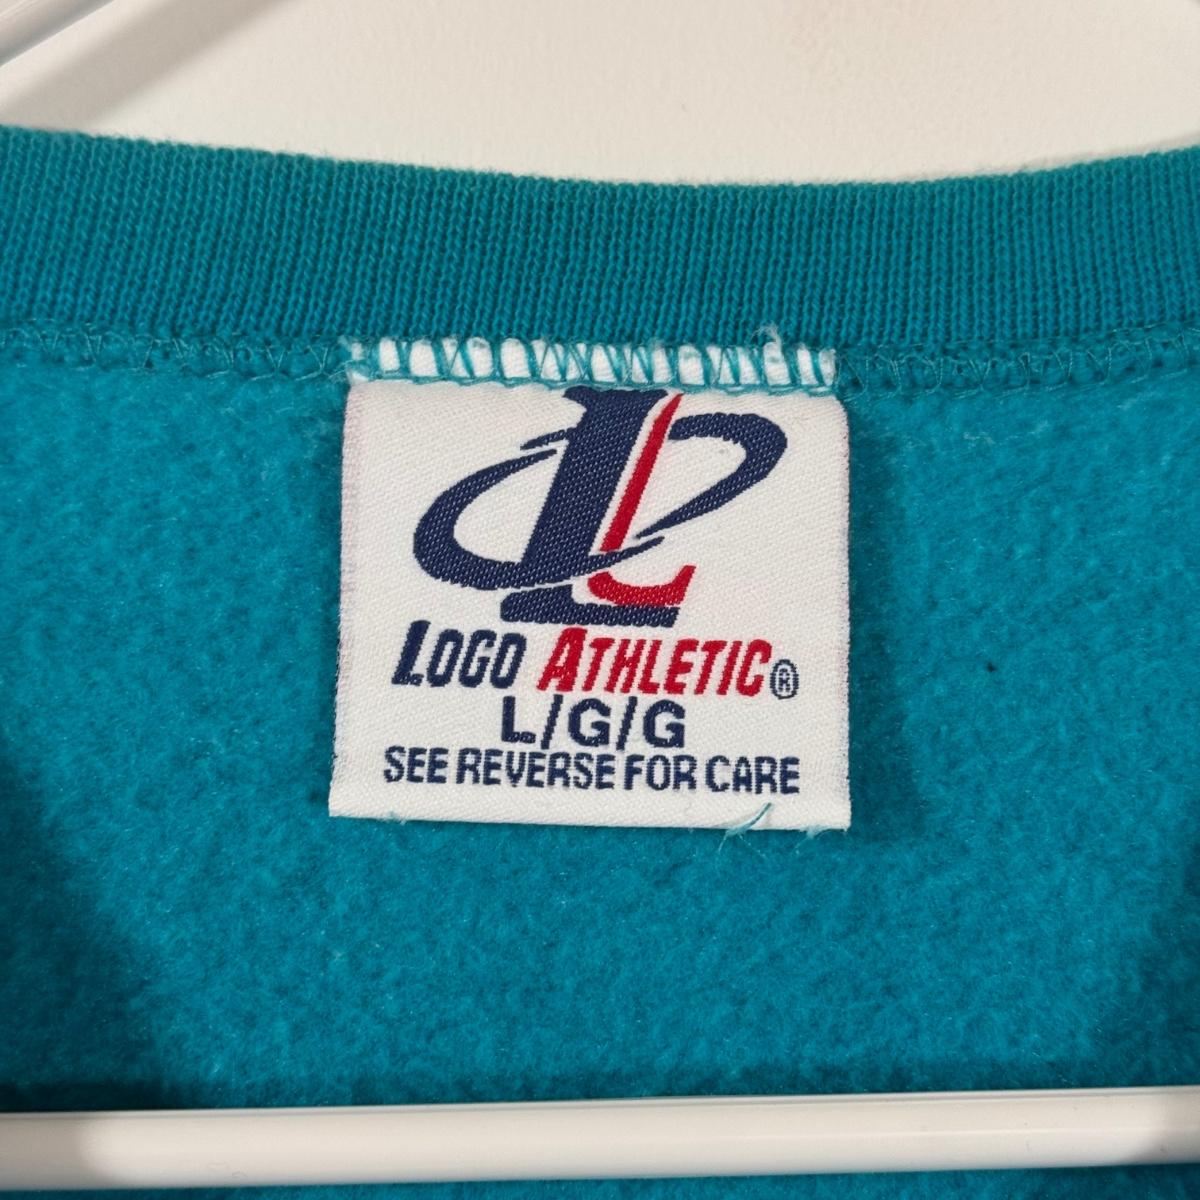 LOGO ATHLETIC®
L/G/G
SEE REVERSE FOR CARE